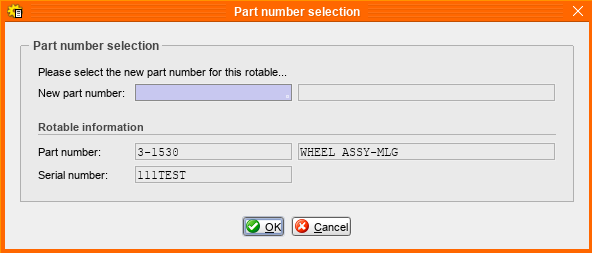 Part number selection
Part number selection
Please select the new part number for this rotable...
New part number:
Rotable information
Part number: 3-1530 WHEEL ASSY-MLG
Serial number: 111TEST
OK Cancel